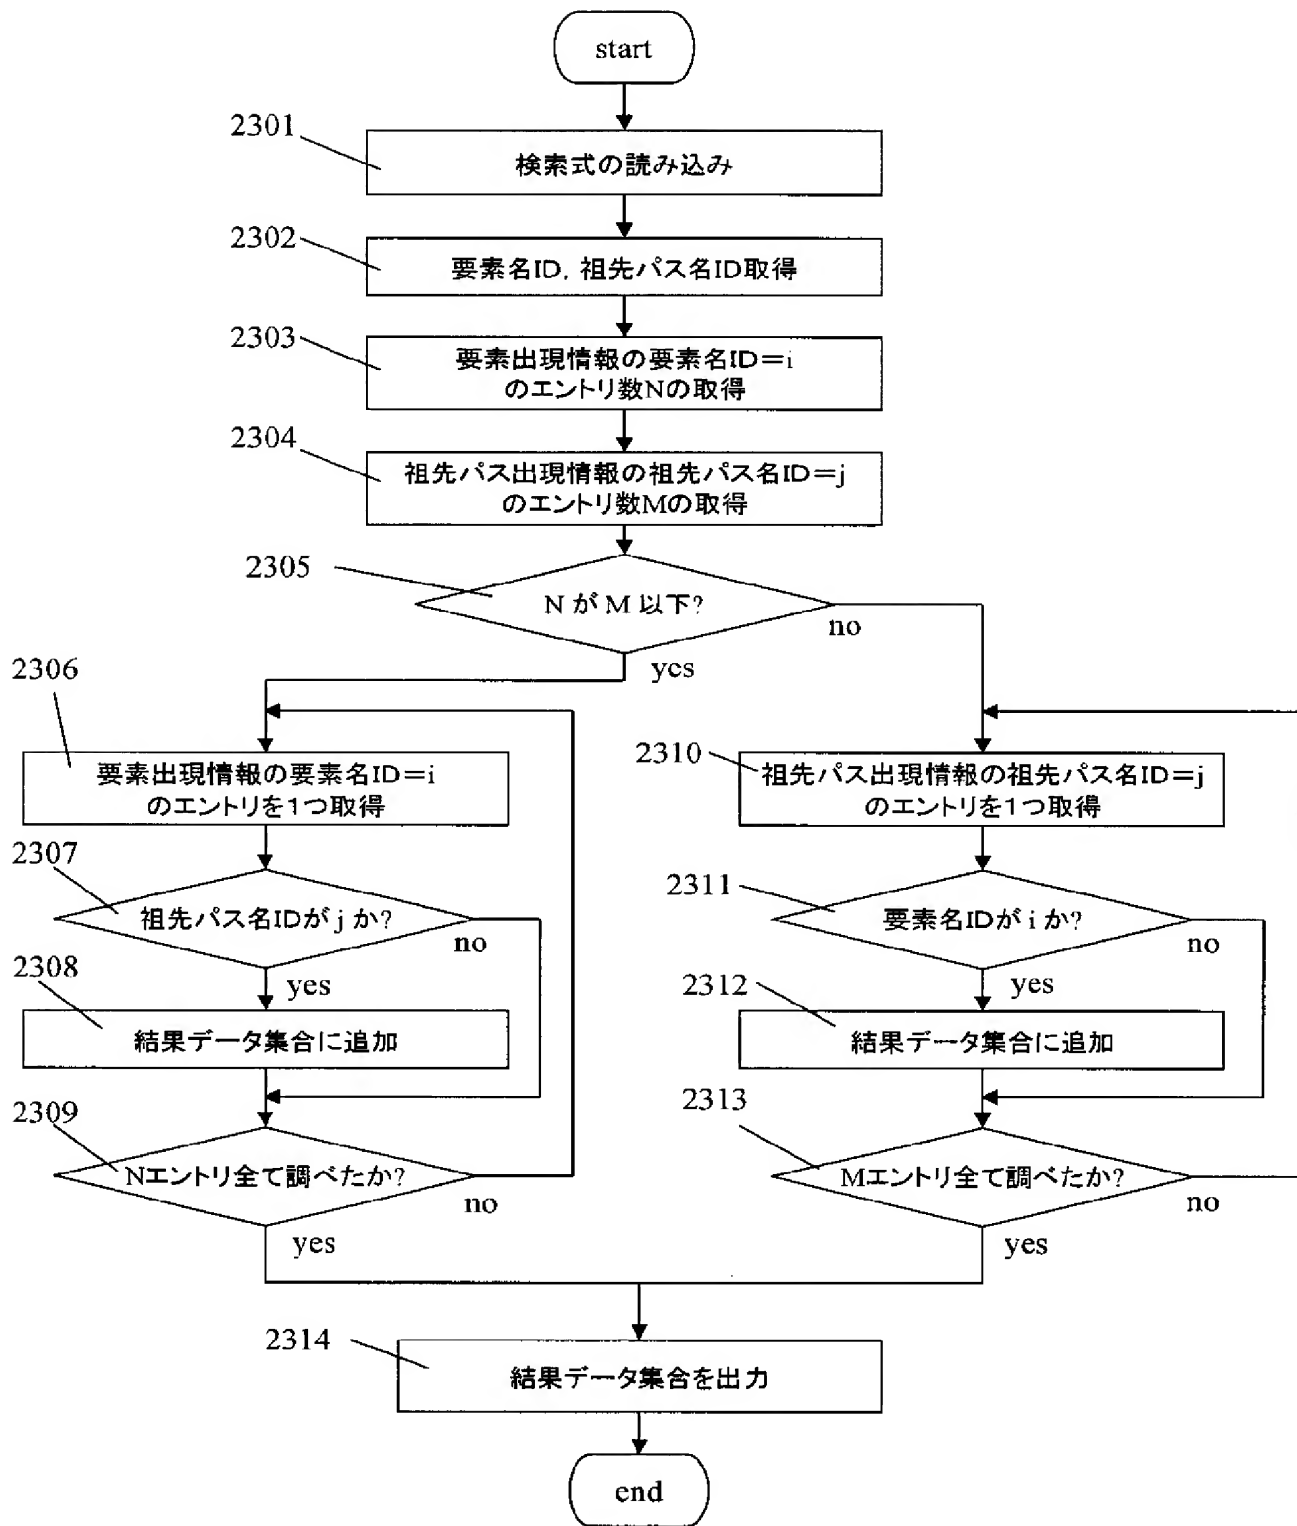 start
2301
検索式の読み込み
2302
要素名ID, 祖先パス名ID取得
2303
要素出現情報の要素名ID=i
のエントリ数Nの取得
2304
祖先パス出現情報の祖先パス名ID=j
のエントリ数Mの取得
2305
N が M 以下?
no
yes
2306
要素出現情報の要素名ID=i
のエントリを1つ取得
2307
祖先パス名IDが j か?
no
yes
2308
結果データ集合に追加
2309
Nエントリ全て調べたか?
no
yes
2310
祖先パス出現情報の祖先パス名ID=j
のエントリを1つ取得
2311
要素名IDが i か?
no
yes
2312
結果データ集合に追加
2313
Mエントリ全て調べたか?
no
yes
2314
結果データ集合を出力
end